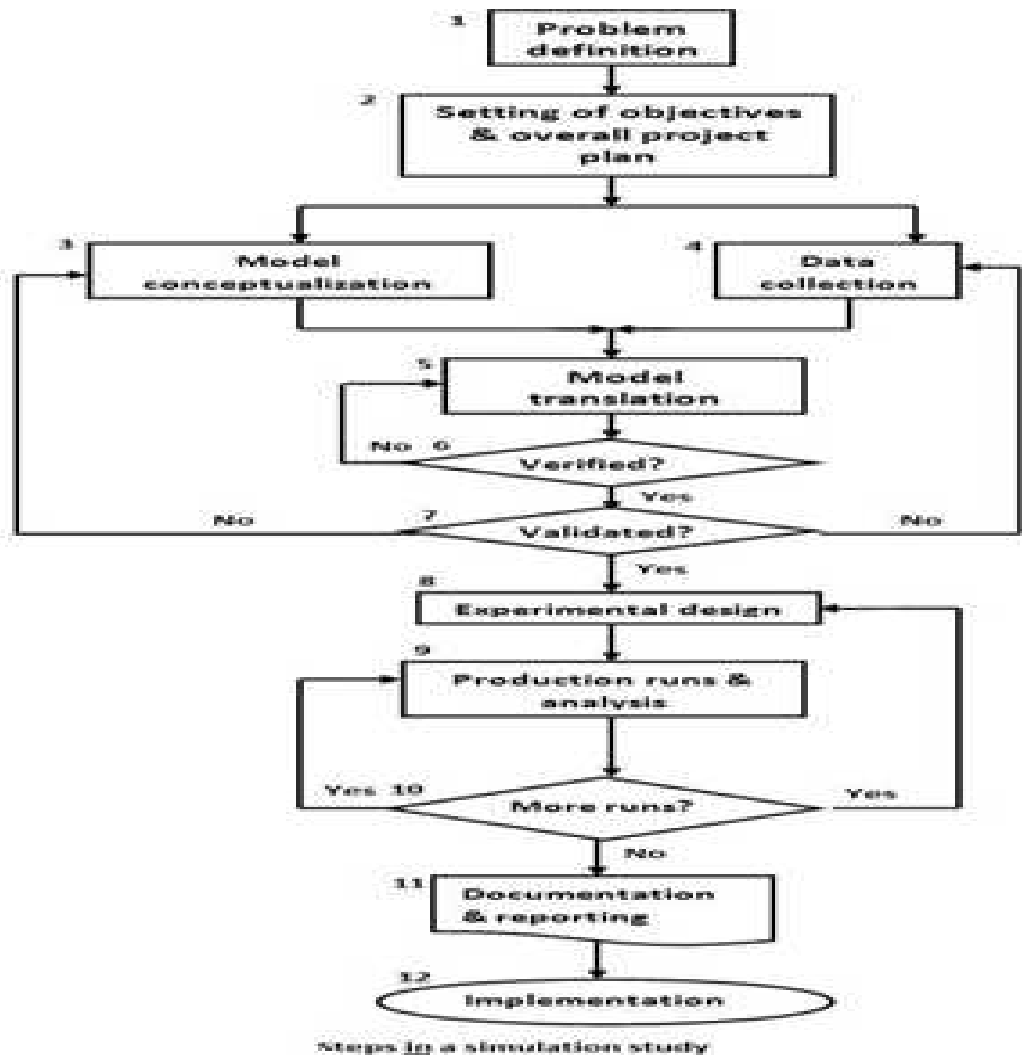 1
Problem
definition
2
Setting of objectives
& overall project
plan
3
Model
conceptualization
4
Data
collection
5
Model
translation
No 6
Verified?
Yes
No
7
Validated?
No
Yes
8
Experimental design
9
Production runs &
analysis
Yes 10
More runs?
Yes
No
11
Documentation
& reporting
12
Implementation
Steps in a simulation study